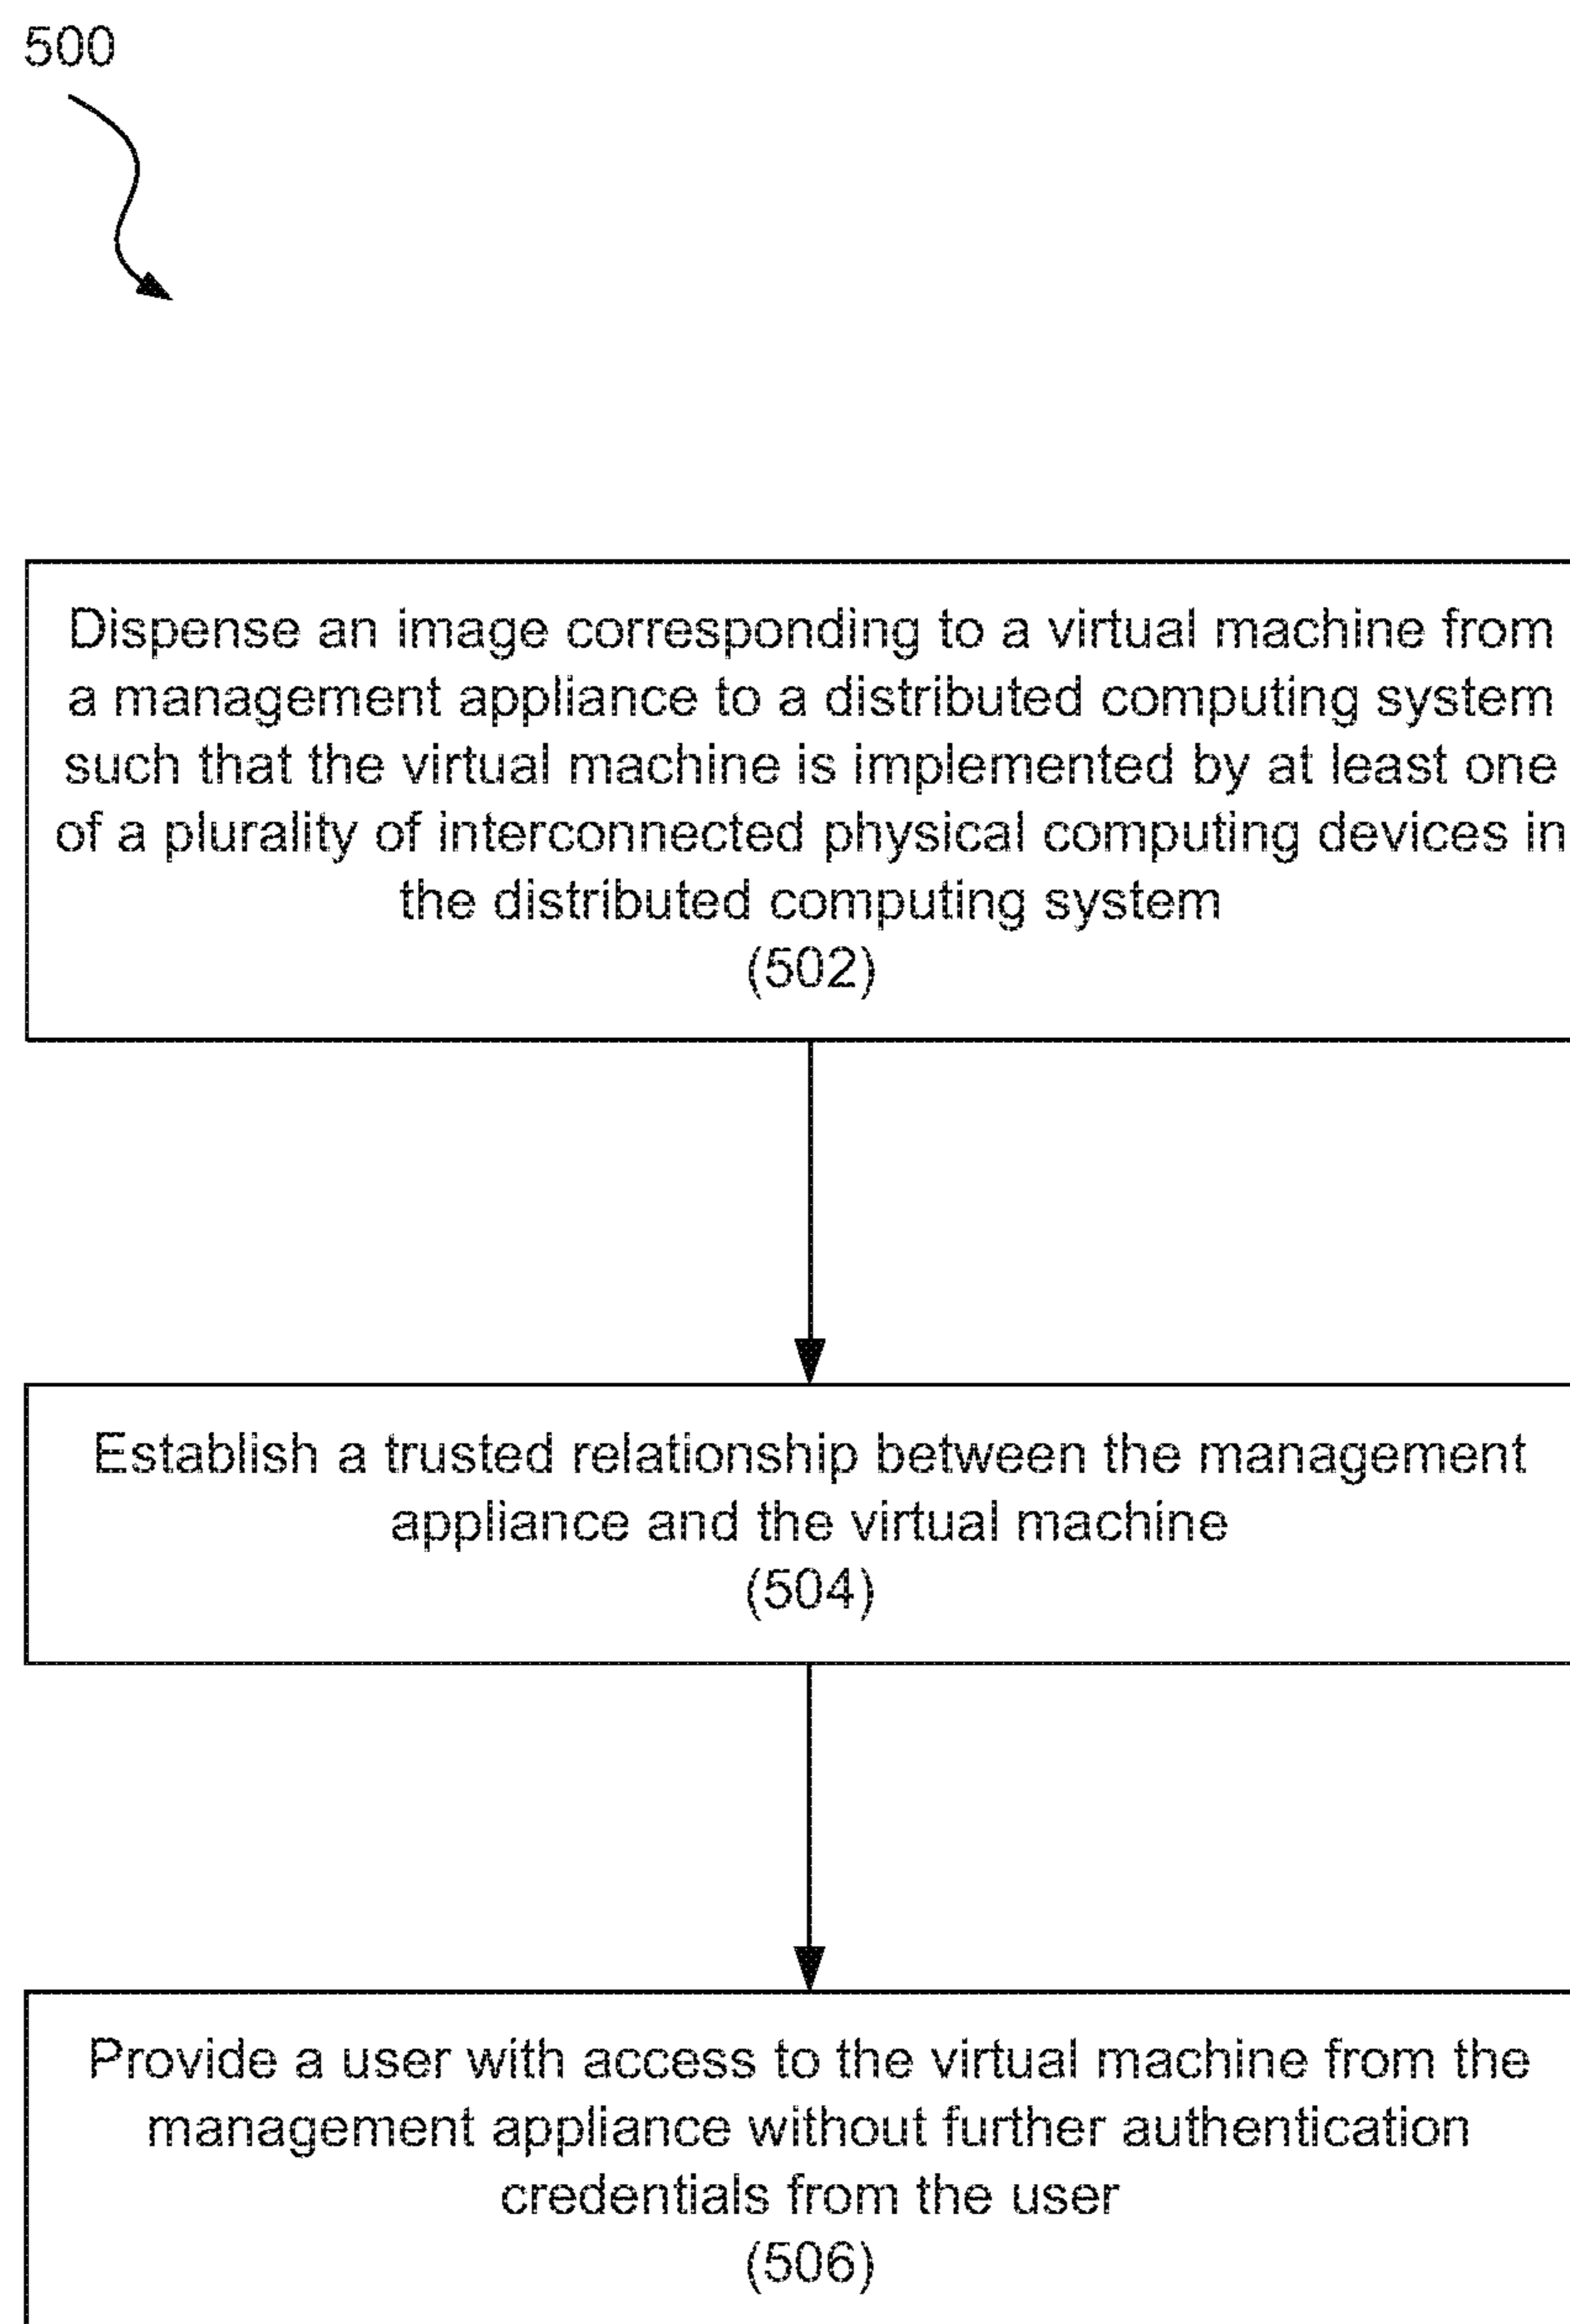 500
Dispense an image corresponding to a virtual machine from
a management appliance to a distributed computing system
such that the virtual machine is implemented by at least one
of a plurality of interconnected physical computing devices in
the distributed computing system
(502)
Establish a trusted relationship between the management
appliance and the virtual machine
(504)
Provide a user with access to the virtual machine from the
management appliance without further authentication
credentials from the user
(506)